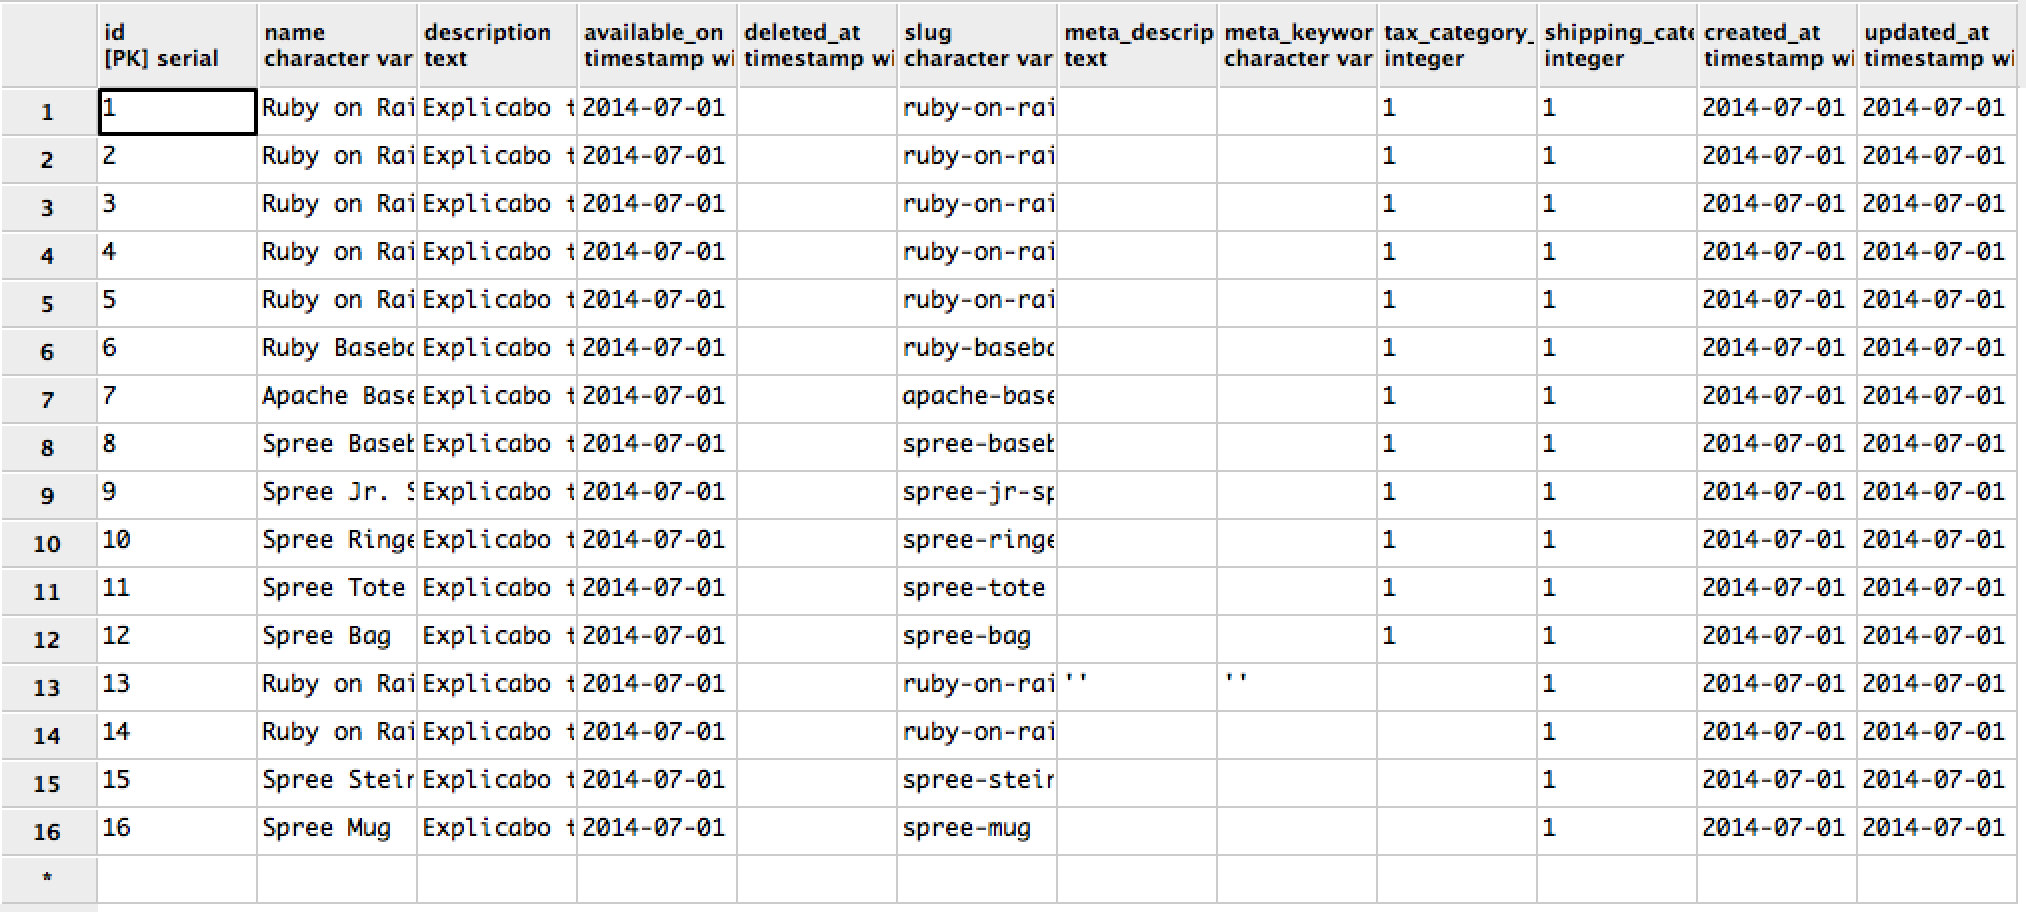 id name description available_on deleted_at slug meta_descrip meta_keywor tax_category_ shipping_cate created_at updated_at
[PK] serial character var text timestamp wi timestamp wi character var text character var integer integer timestamp wi timestamp wi
1 1 Ruby on Rai Explicabo t 2014-07-01 ruby-on-rai 1 1 2014-07-01 2014-07-01
2 2 Ruby on Rai Explicabo t 2014-07-01 ruby-on-rai 1 1 2014-07-01 2014-07-01
3 3 Ruby on Rai Explicabo t 2014-07-01 ruby-on-rai 1 1 2014-07-01 2014-07-01
4 4 Ruby on Rai Explicabo t 2014-07-01 ruby-on-rai 1 1 2014-07-01 2014-07-01
5 5 Ruby on Rai Explicabo t 2014-07-01 ruby-on-rai 1 1 2014-07-01 2014-07-01
6 6 Ruby Baseba Explicabo t 2014-07-01 ruby-baseba 1 1 2014-07-01 2014-07-01
7 7 Apache Base Explicabo t 2014-07-01 apache-base 1 1 2014-07-01 2014-07-01
8 8 Spree Baseb Explicabo t 2014-07-01 spree-baseb 1 1 2014-07-01 2014-07-01
9 9 Spree Jr. S Explicabo t 2014-07-01 spree-jr-sp 1 1 2014-07-01 2014-07-01
10 10 Spree Ringe Explicabo t 2014-07-01 spree-ringe 1 1 2014-07-01 2014-07-01
11 11 Spree Tote Explicabo t 2014-07-01 spree-tote 1 1 2014-07-01 2014-07-01
12 12 Spree Bag Explicabo t 2014-07-01 spree-bag 1 1 2014-07-01 2014-07-01
13 13 Ruby on Rai Explicabo t 2014-07-01 ruby-on-rai '' '' 1 2014-07-01 2014-07-01
14 14 Ruby on Rai Explicabo t 2014-07-01 ruby-on-rai 1 2014-07-01 2014-07-01
15 15 Spree Stein Explicabo t 2014-07-01 spree-stein 1 2014-07-01 2014-07-01
16 16 Spree Mug Explicabo t 2014-07-01 spree-mug 1 2014-07-01 2014-07-01
*